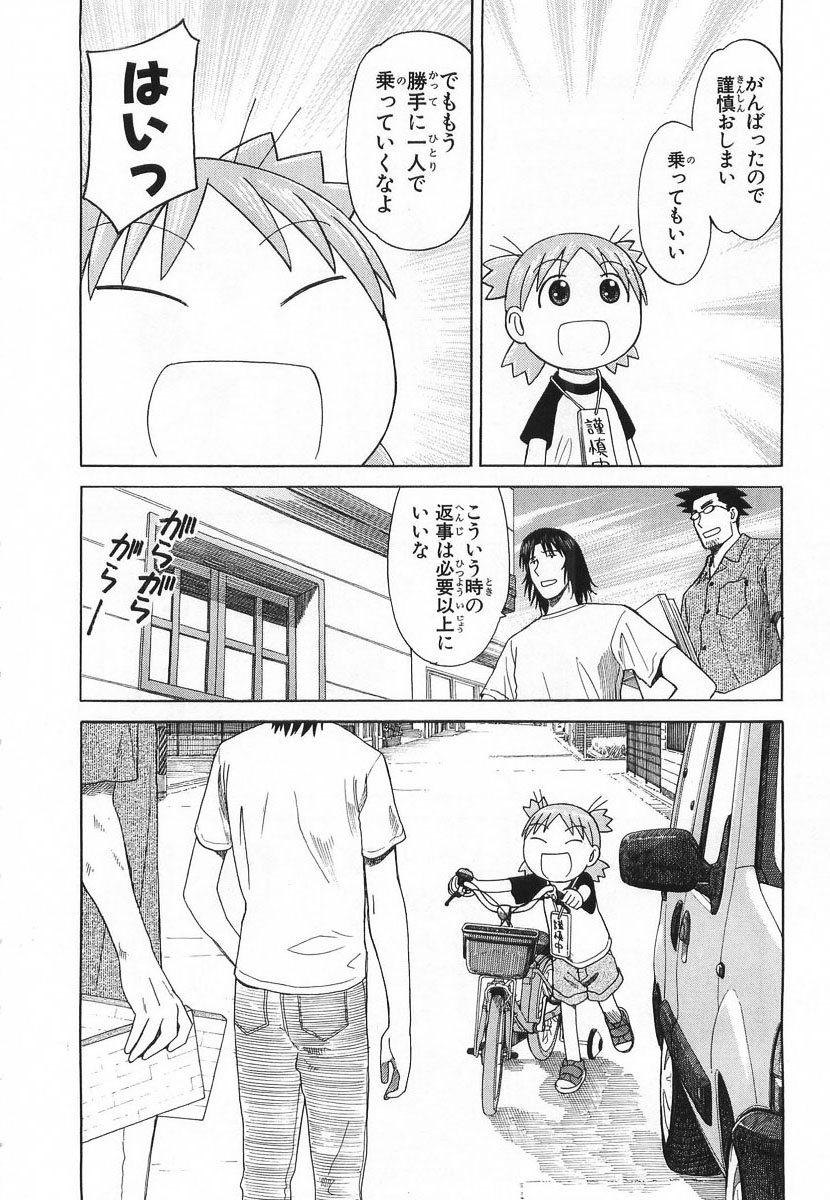 がんばったので
謹慎おしまい
乗ってもいい
謹慎中
でももう
勝手に一人で
乗っていくなよ
はいっ
こういう時の
返事は必要以上に
いいな
がらがら
がらー
謹慎中